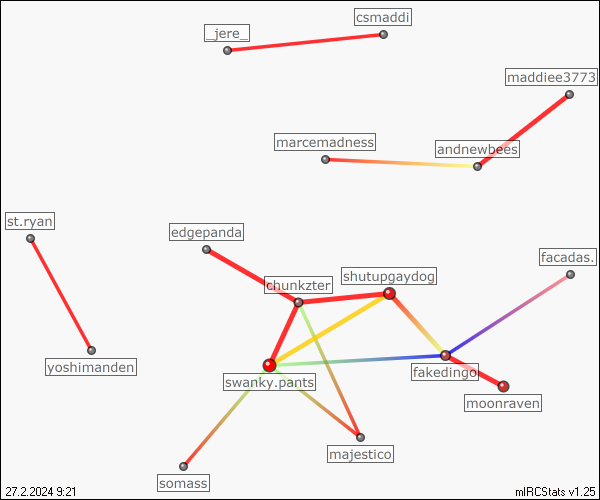 csmaddi
_jere_
maddiee3773
marcemadness
andnewbees
st.ryan
edgepanda
facadas.
shutupgaydog
chunkzter
yoshimanden
fakedingo
swanky.pants
moonraven
majestico
somass
27.2.2024 9:21
mIRCStats v1.25